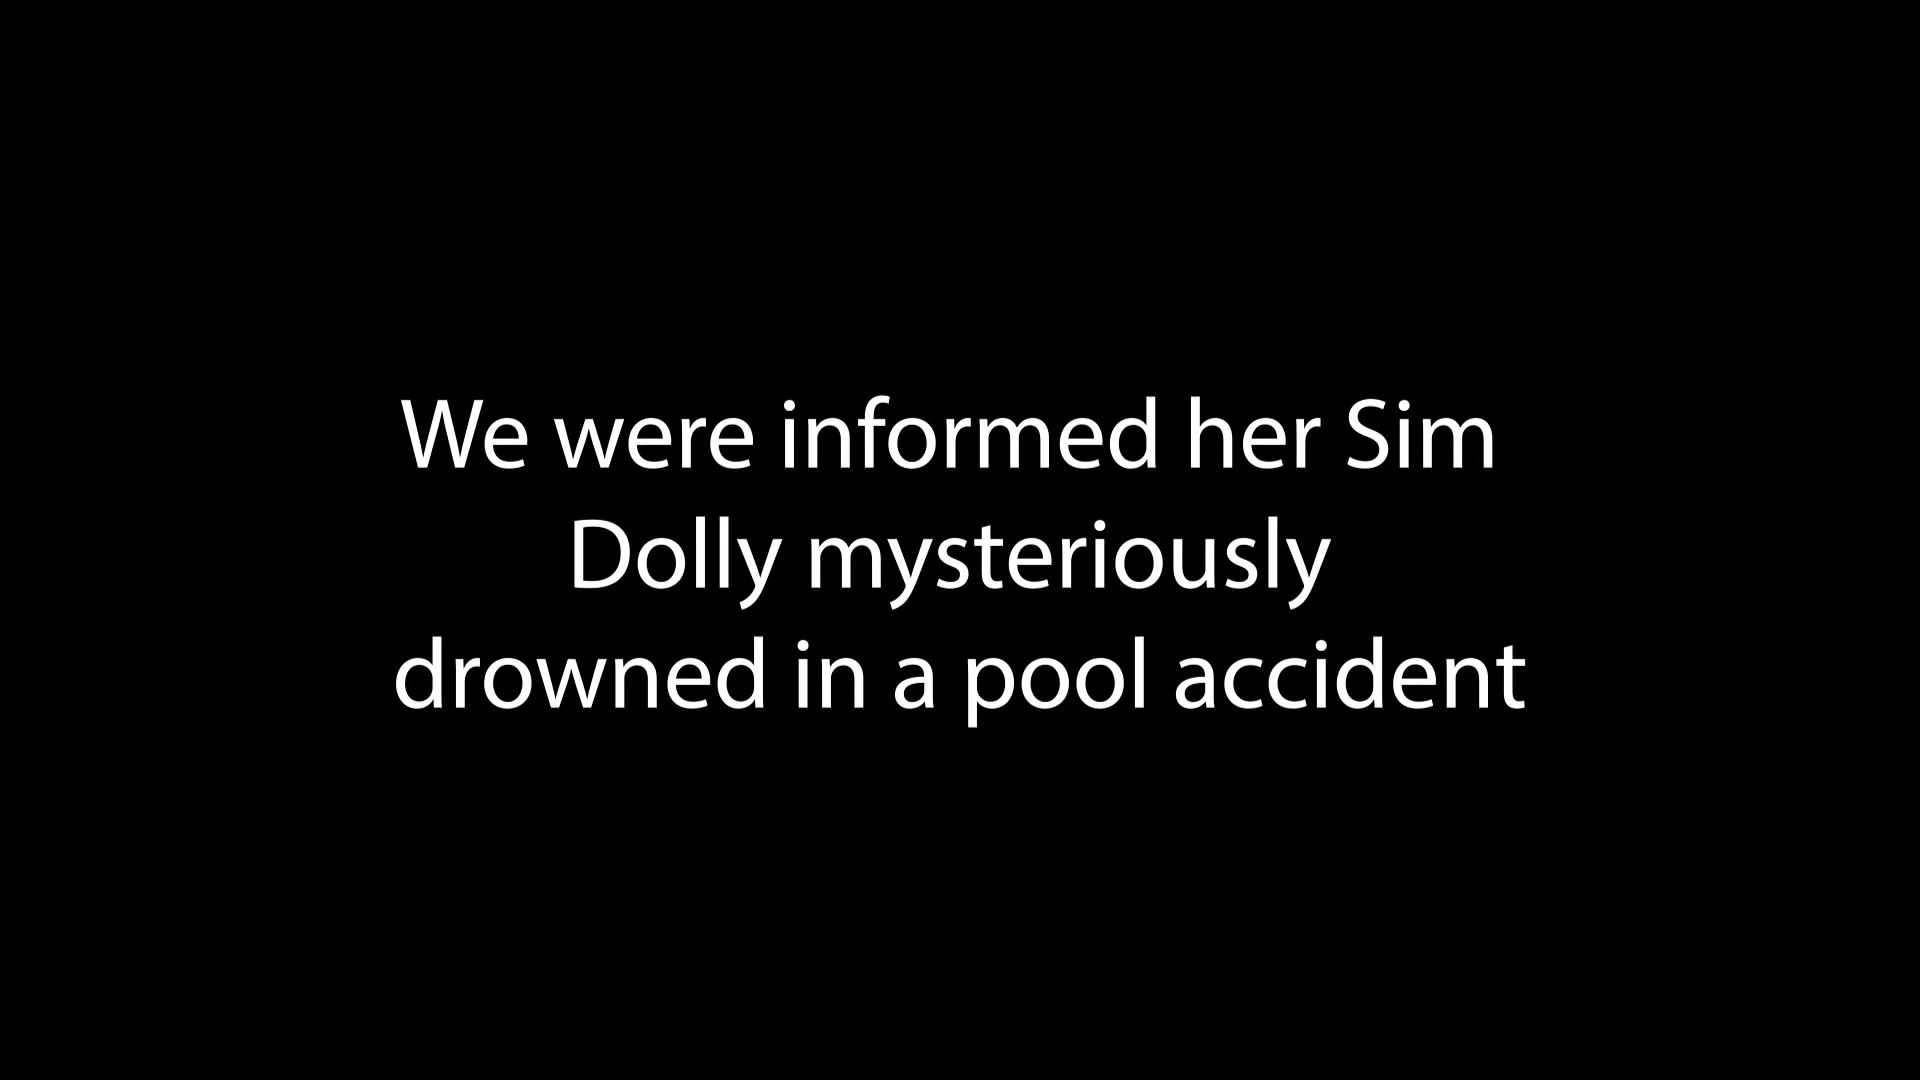 We were informed her Sim
Dolly mysteriously
drowned in a pool accident